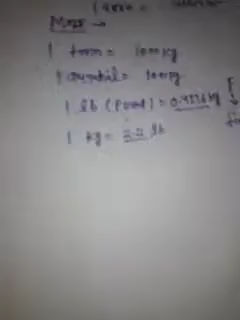 Mass →
1 tonn = 1000 kg
1 quintal = 100 kg
1 lb (Pound) = 0.4536 kg
1 kg = 2.2 lb